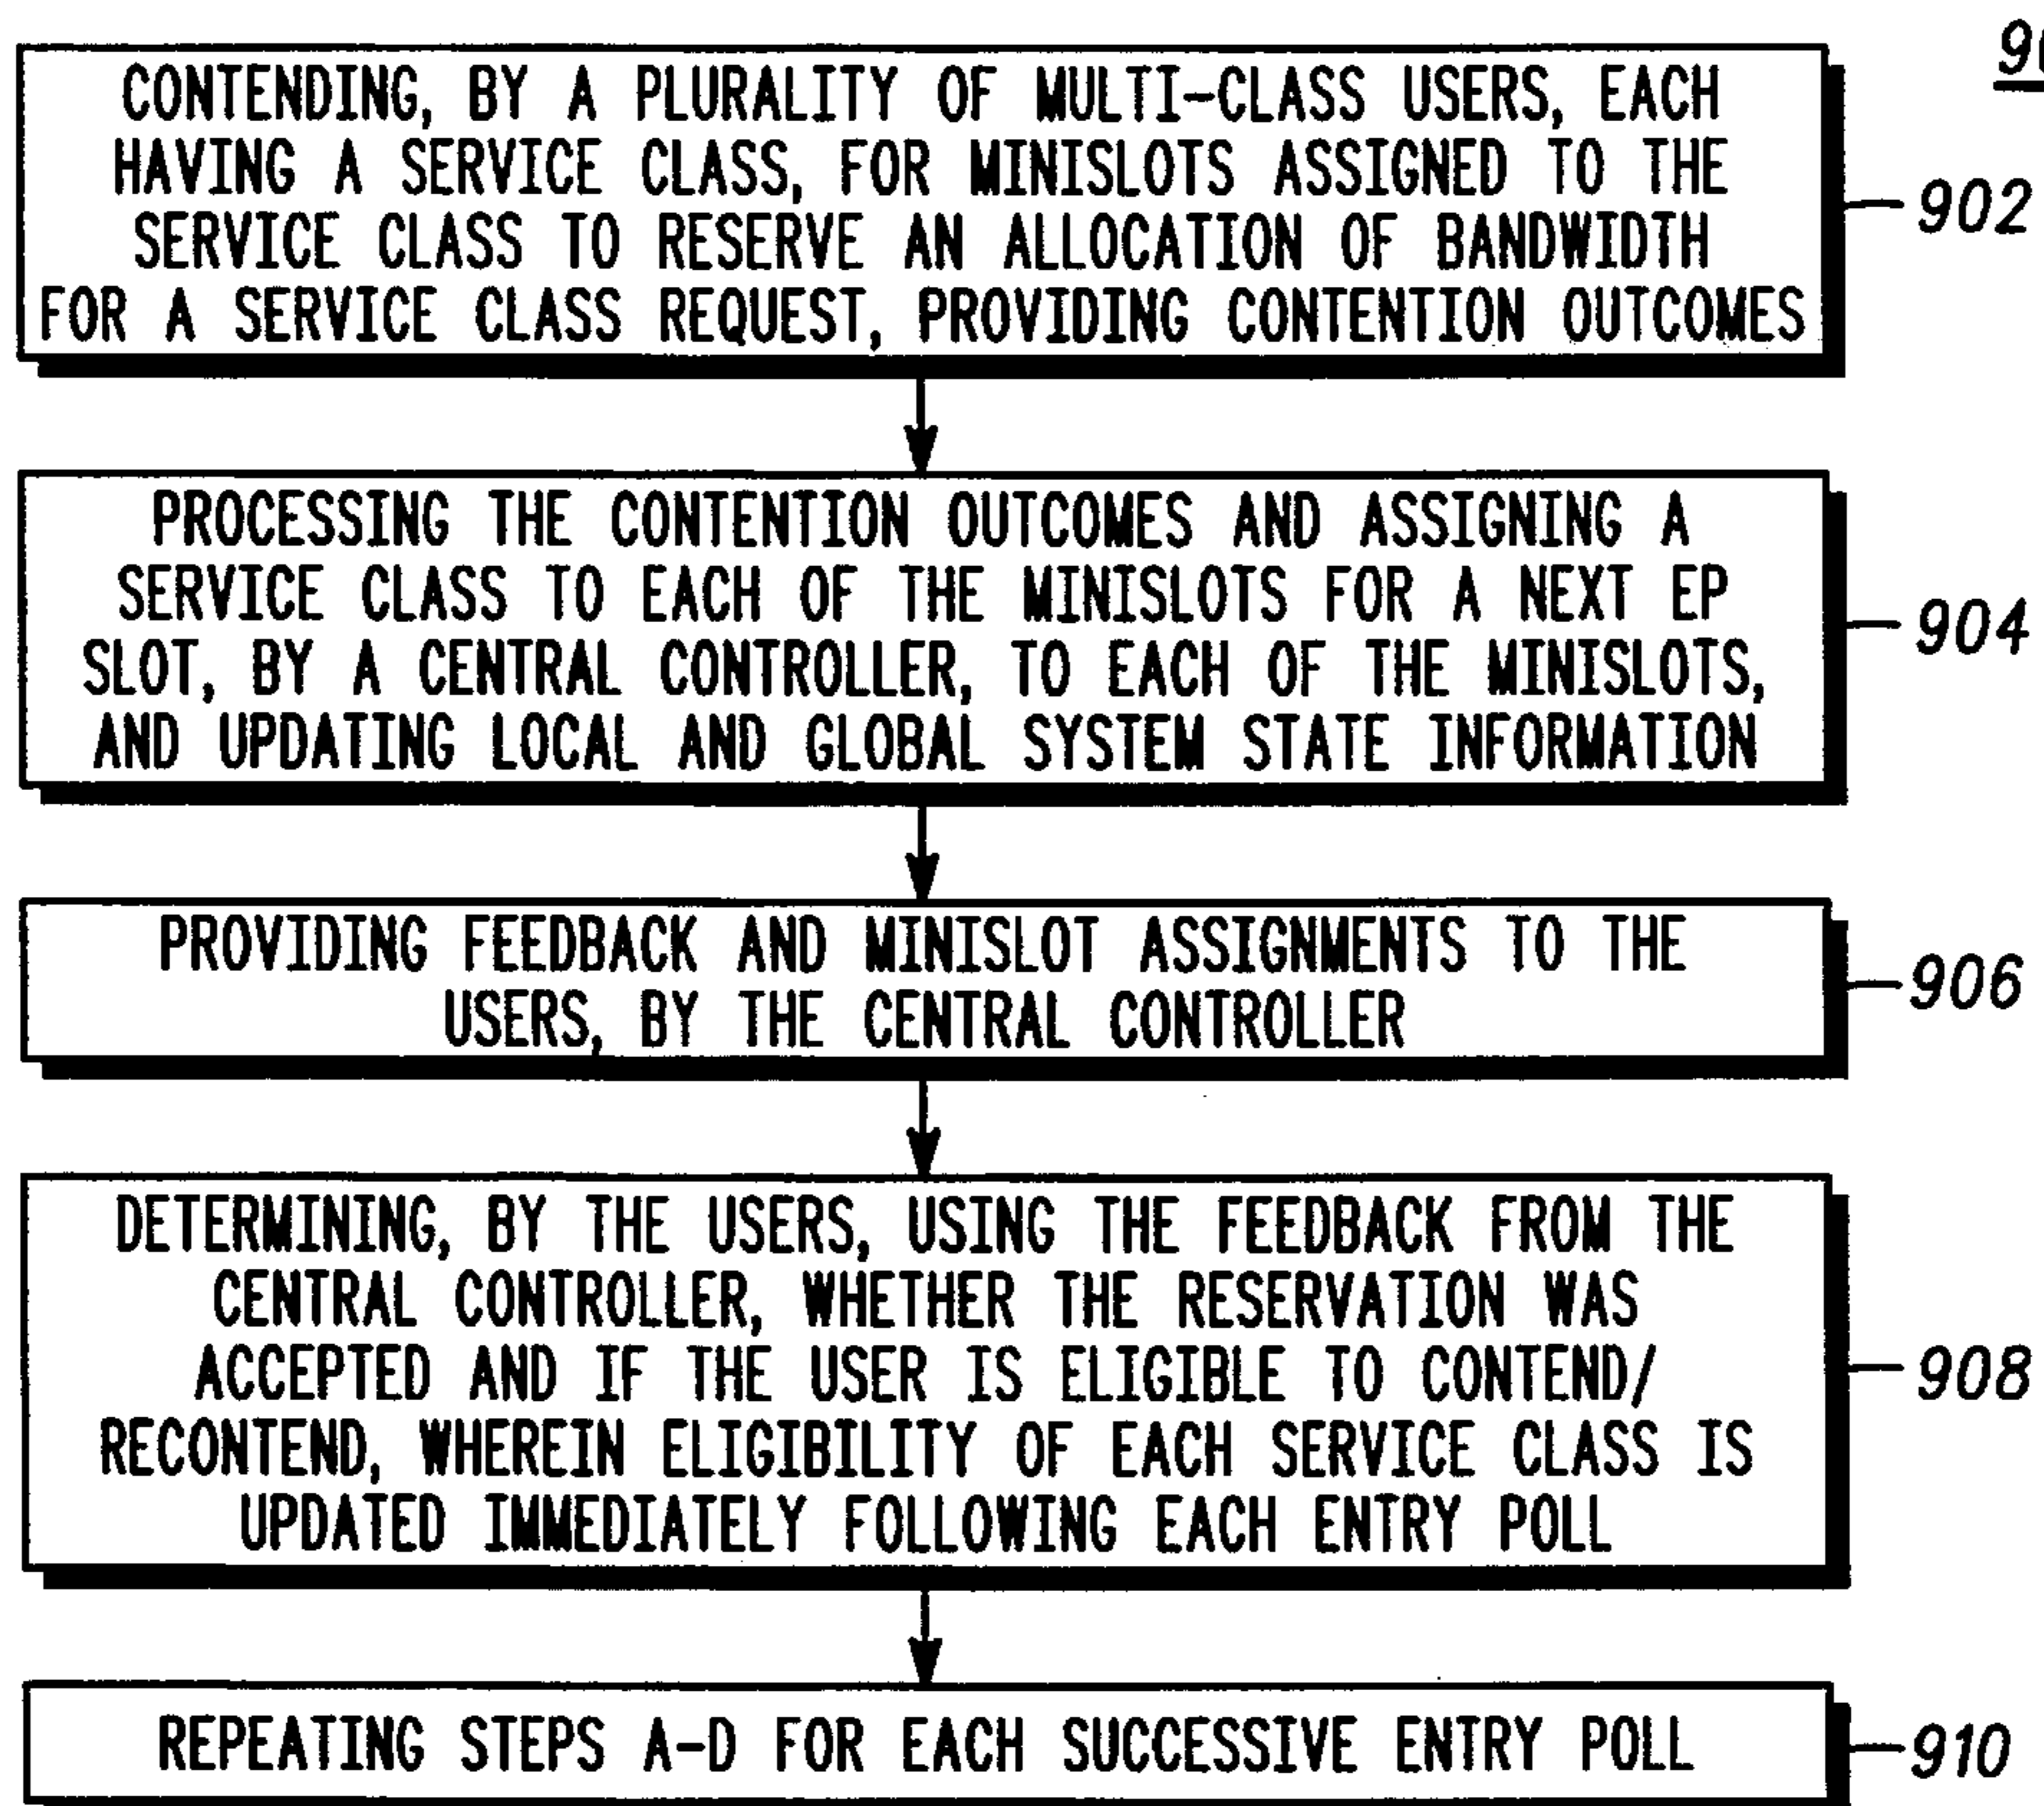 CONTENDING, BY A PLURALITY OF MULTI-CLASS USERS, EACH
HAVING A SERVICE CLASS, FOR MINISLOTS ASSIGNED TO THE
SERVICE CLASS TO RESERVE AN ALLOCATION OF BANDWIDTH
FOR A SERVICE CLASS REQUEST, PROVIDING CONTENTION OUTCOMES
902
PROCESSING THE CONTENTION OUTCOMES AND ASSIGNING A
SERVICE CLASS TO EACH OF THE MINISLOTS FOR A NEXT EP
SLOT, BY A CENTRAL CONTROLLER, TO EACH OF THE MINISLOTS,
AND UPDATING LOCAL AND GLOBAL SYSTEM STATE INFORMATION
904
PROVIDING FEEDBACK AND MINISLOT ASSIGNMENTS TO THE
USERS, BY THE CENTRAL CONTROLLER
906
DETERMINING, BY THE USERS, USING THE FEEDBACK FROM THE
CENTRAL CONTROLLER, WHETHER THE RESERVATION WAS
ACCEPTED AND IF THE USER IS ELIGIBLE TO CONTEND/
RECONTEND, WHEREIN ELIGIBILITY OF EACH SERVICE CLASS IS
UPDATED IMMEDIATELY FOLLOWING EACH ENTRY POLL
908
REPEATING STEPS A-D FOR EACH SUCCESSIVE ENTRY POLL
910